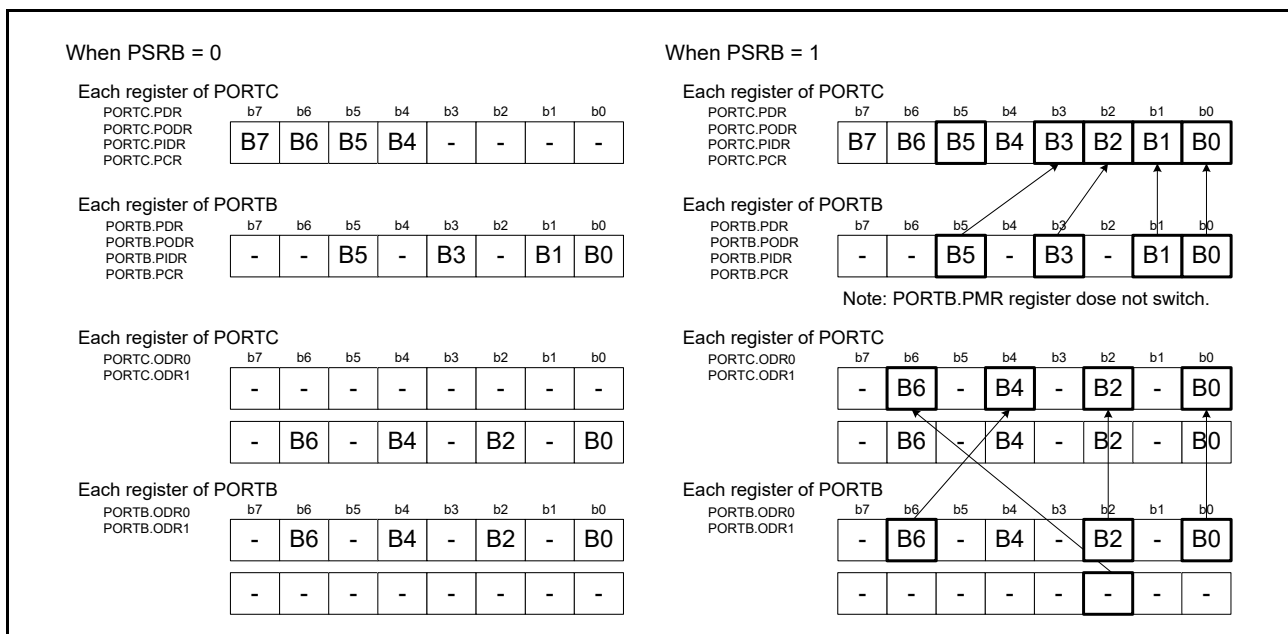 When PSRB = 0
Each register of PORTC
PORTC.PDR
PORTC.PODR
PORTC.PIDR
PORTC.PCR
b7 b6 b5 b4 b3 b2 b1 b0
B7 B6 B5 B4 - - - -
Each register of PORTB
PORTB.PDR
PORTB.PODR
PORTB.PIDR
PORTB.PCR
b7 b6 b5 b4 b3 b2 b1 b0
- - B5 - B3 - B1 B0
Each register of PORTC
PORTC.ODR0
PORTC.ODR1
b7 b6 b5 b4 b3 b2 b1 b0
- - - - - - - -
- B6 - B4 - B2 - B0
Each register of PORTB
PORTB.ODR0
PORTB.ODR1
b7 b6 b5 b4 b3 b2 b1 b0
- B6 - B4 - B2 - B0
- - - - - - - -
When PSRB = 1
Each register of PORTC
PORTC.PDR
PORTC.PODR
PORTC.PIDR
PORTC.PCR
b7 b6 b5 b4 b3 b2 b1 b0
B7 B6 B5 B4 B3 B2 B1 B0
Each register of PORTB
PORTB.PDR
PORTB.PODR
PORTB.PIDR
PORTB.PCR
b7 b6 b5 b4 b3 b2 b1 b0
- - B5 - B3 - B1 B0
Note: PORTB.PMR register dose not switch.
Each register of PORTC
PORTC.ODR0
PORTC.ODR1
b7 b6 b5 b4 b3 b2 b1 b0
- B6 - B4 - B2 - B0
- B6 - B4 - B2 - B0
Each register of PORTB
PORTB.ODR0
PORTB.ODR1
b7 b6 b5 b4 b3 b2 b1 b0
- B6 - B4 - B2 - B0
- - - - - - - -